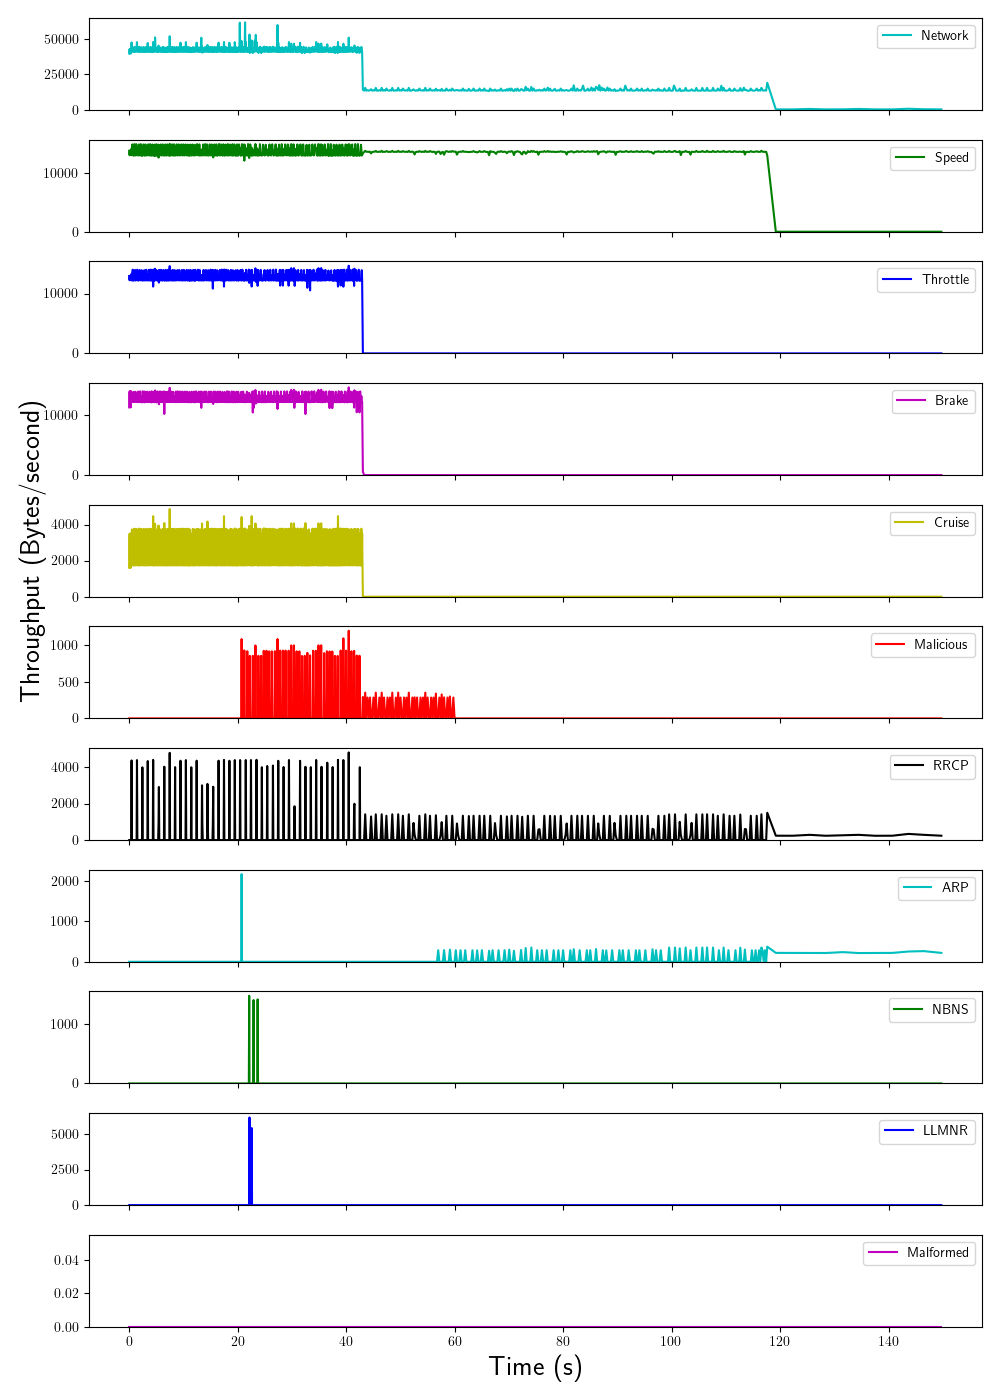 50000
25000
0
Network
10000
0
Speed
10000
0
Throttle
10000
0
Brake
4000
2000
0
Cruise
1000
500
0
Malicious
4000
2000
0
RRCP
2000
1000
0
ARP
1000
0
NBNS
5000
2500
0
LLMNR
0.04
0.02
0.00
Malformed
0 20 40 60 80 100 120 140
Time (s)
Throughput (Bytes/second)